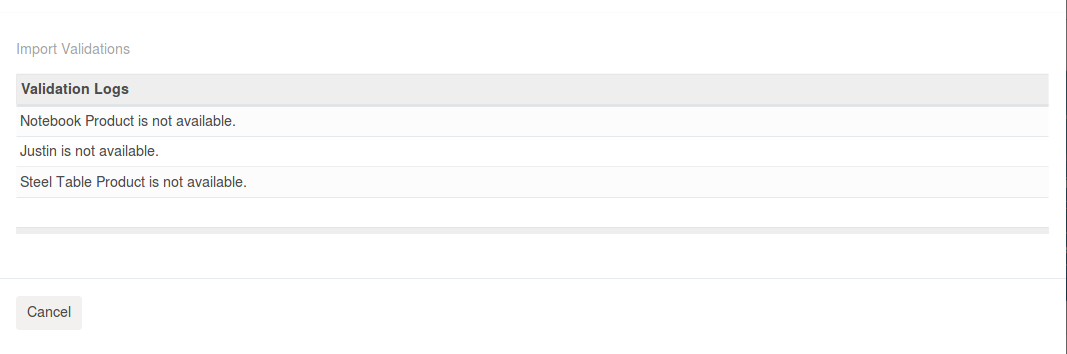 Import Validations
Validation Logs
Notebook Product is not available.
Justin is not available.
Steel Table Product is not available.
Cancel